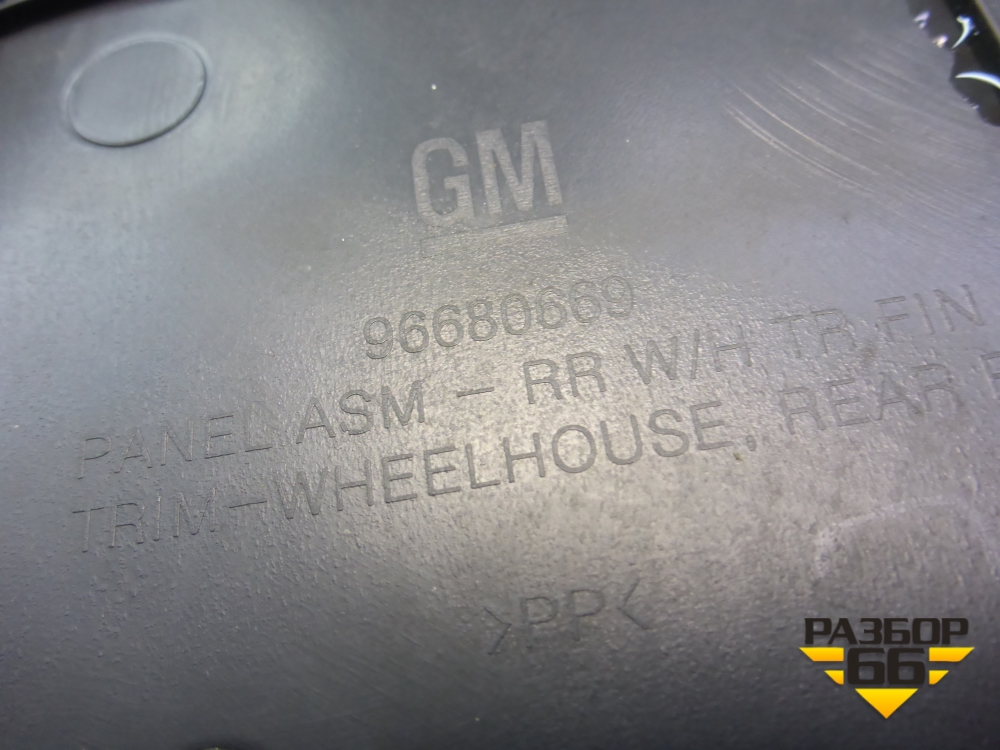 GM
96680669
PANEL ASM - RR W/H TR FIN
TRIM-WHEELHOUSE, REAR
>PP<
РАЗБОР
66